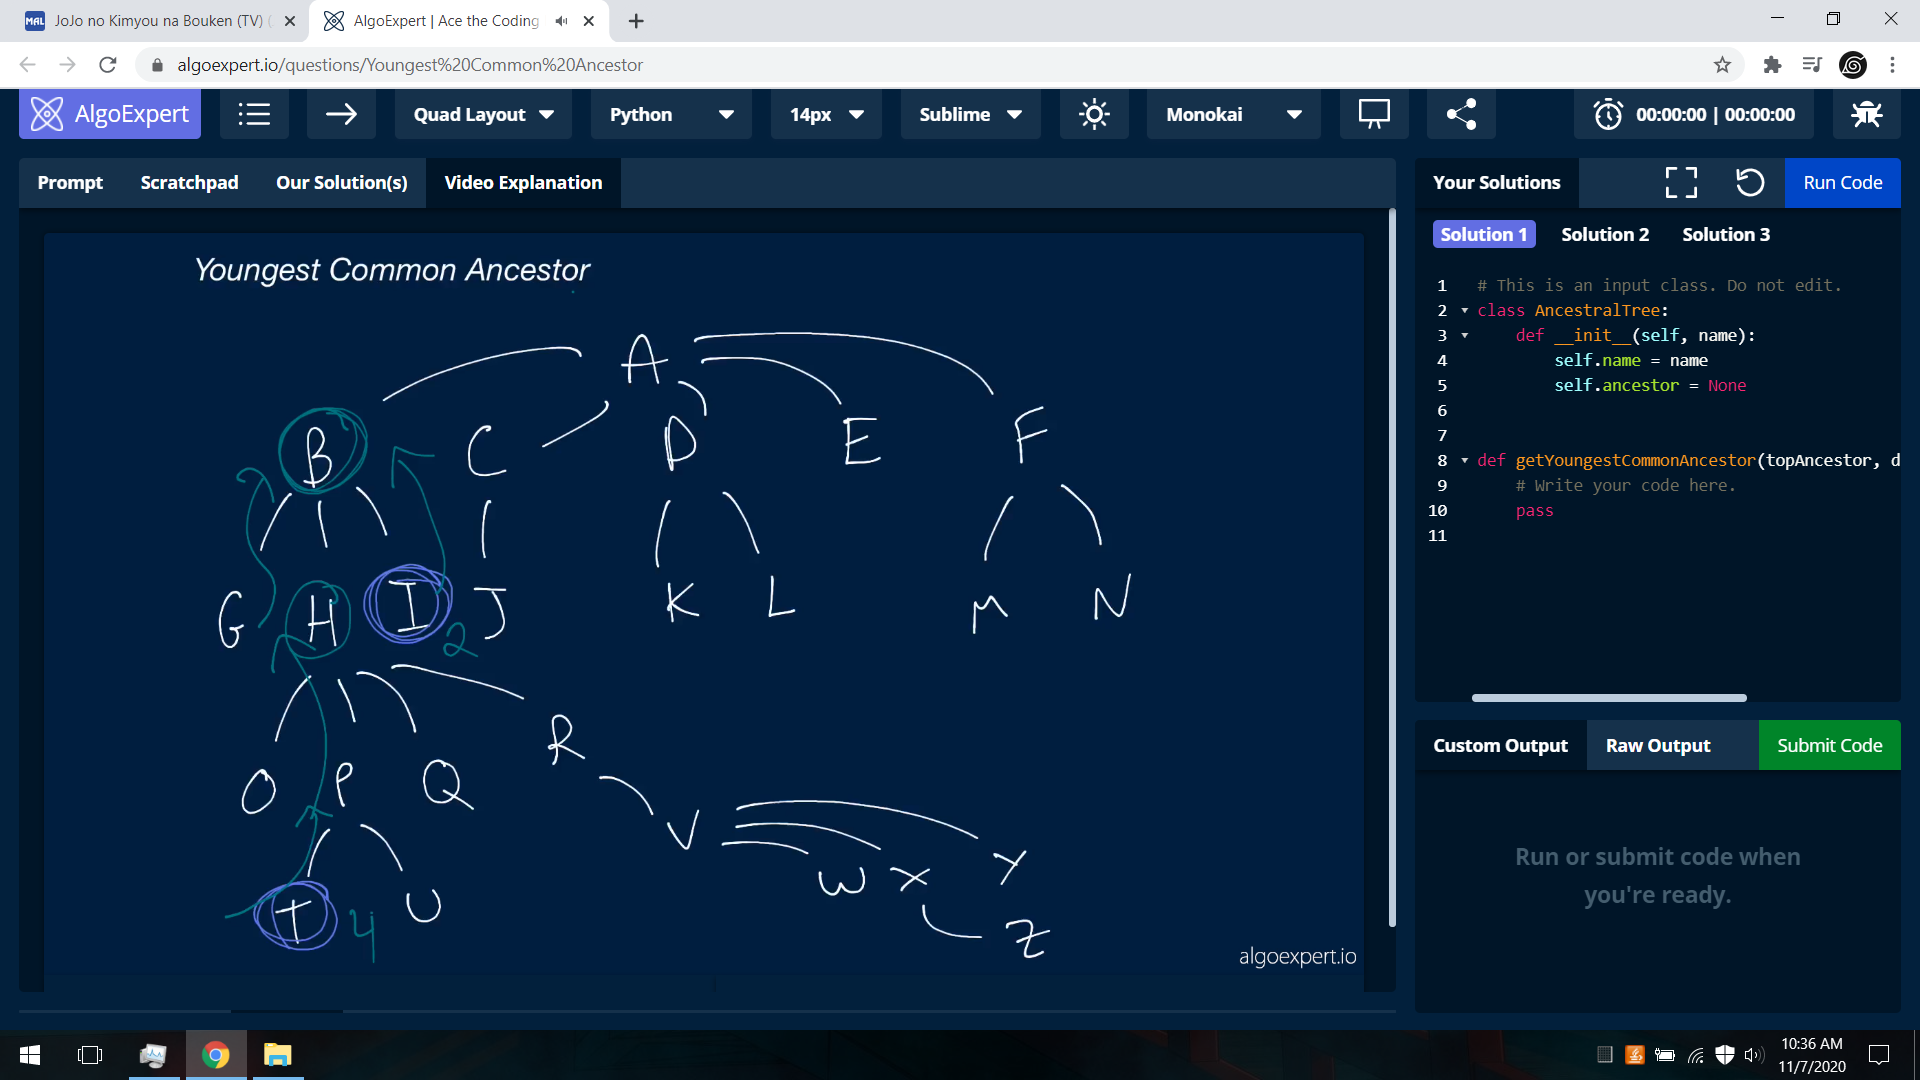 JoJo no Kimyou na Bouken (TV) (
AlgoExpert | Ace the Coding
algoexpert.io/questions/Youngest%20Common%20Ancestor
AlgoExpert
Quad Layout
Python
14px
Sublime
Monokai
00:00:00 | 00:00:00
Prompt
Scratchpad
Our Solution(s)
Video Explanation
Your Solutions
Run Code
Solution 1
Solution 2
Solution 3
Youngest Common Ancestor
A
B
C
D
E
F
G
H
I
2
J
K
L
M
N
O
P
Q
R
V
T
4
U
W
X
Y
Z
algoexpert.io
1 # This is an input class. Do not edit.
2 class AncestralTree:
3 def __init__(self, name):
4 self.name = name
5 self.ancestor = None
6
7
8 def getYoungestCommonAncestor(topAncestor, d
9 # Write your code here.
10 pass
11
Custom Output
Raw Output
Submit Code
Run or submit code when
you're ready.
10:36 AM
11/7/2020